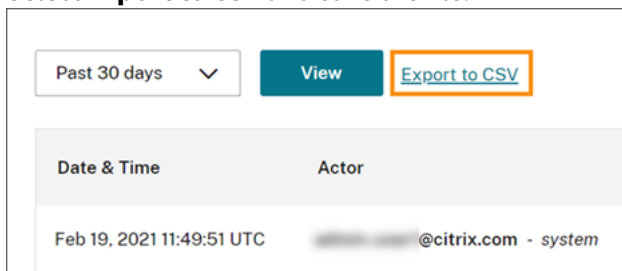 Past 30 days View Export to CSV
Date & Time Actor
Feb 19, 2021 11:49:51 UTC @citrix.com - system